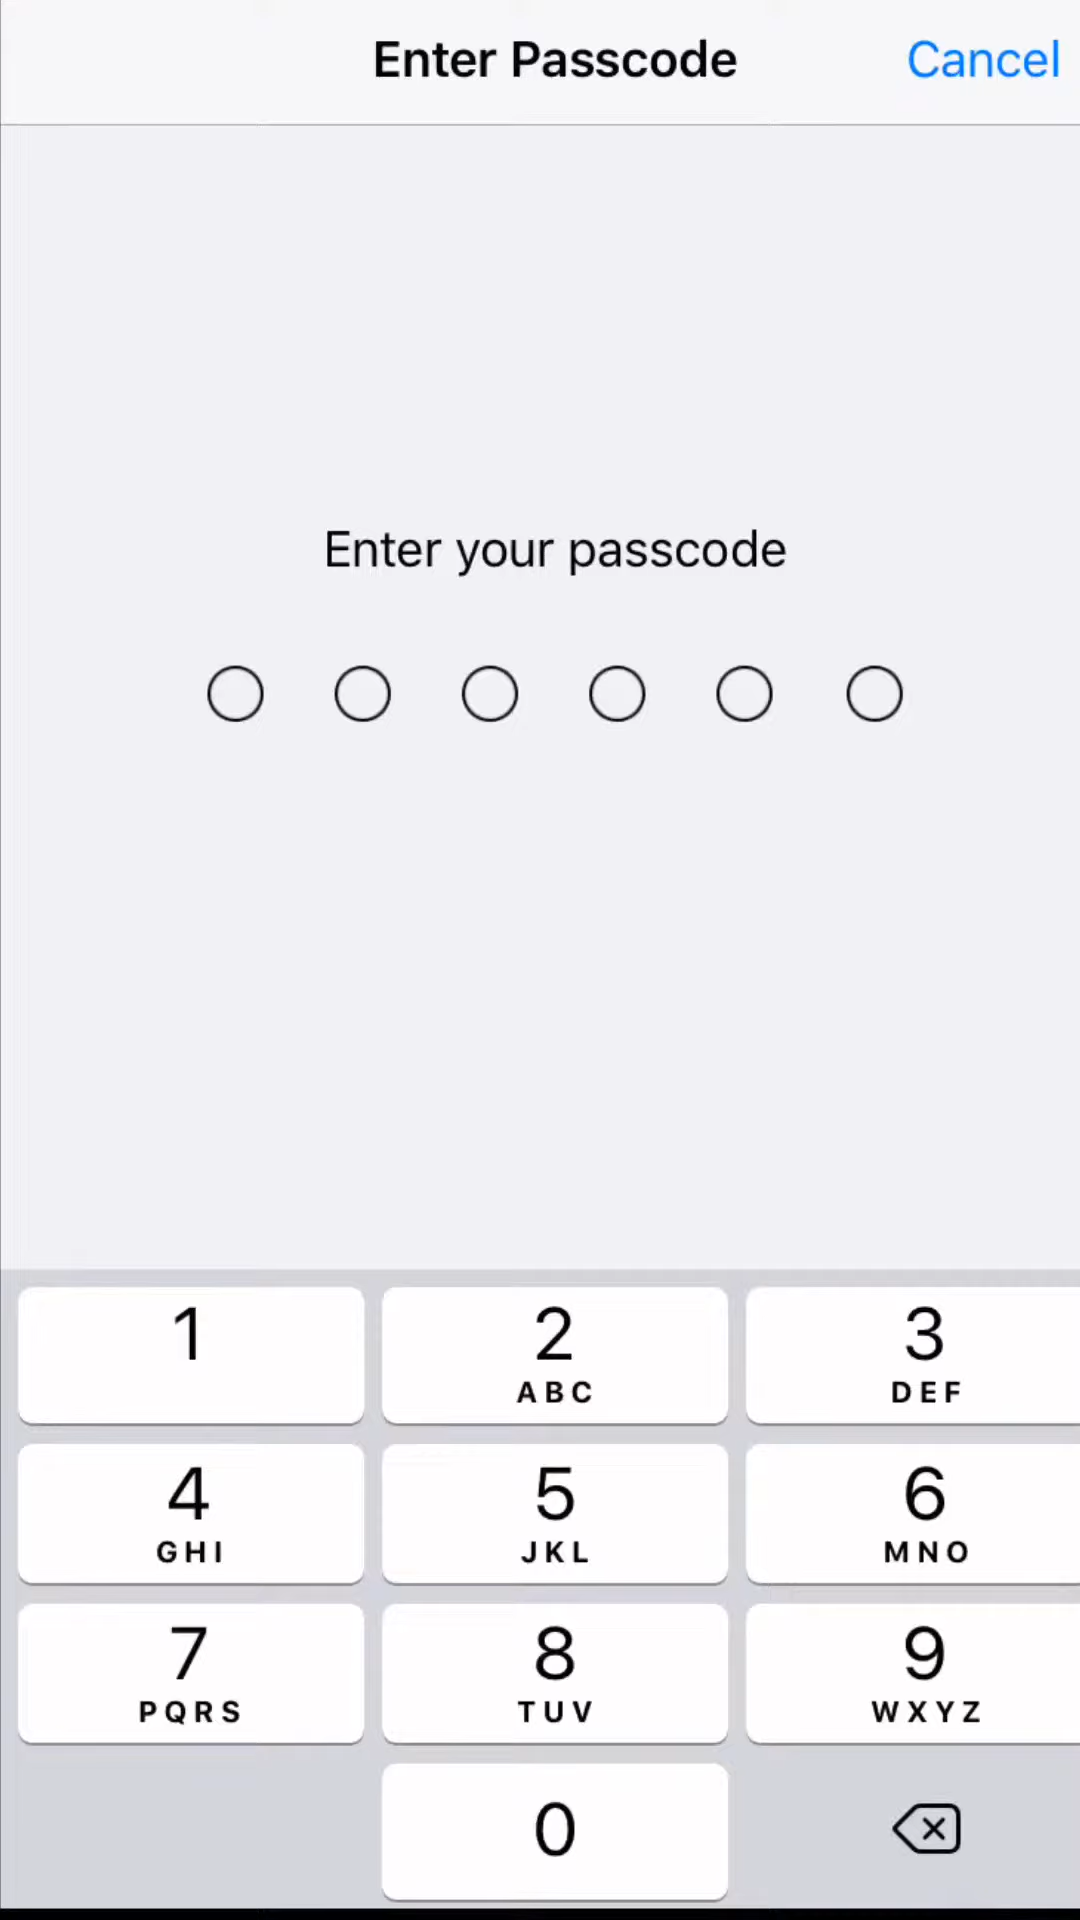 Enter Passcode Cancel
Enter your passcode
1 2 3
ABC DEF
4 5 6
GHI JKL MNO
7 8 9
PQRS TUV WXYZ
0